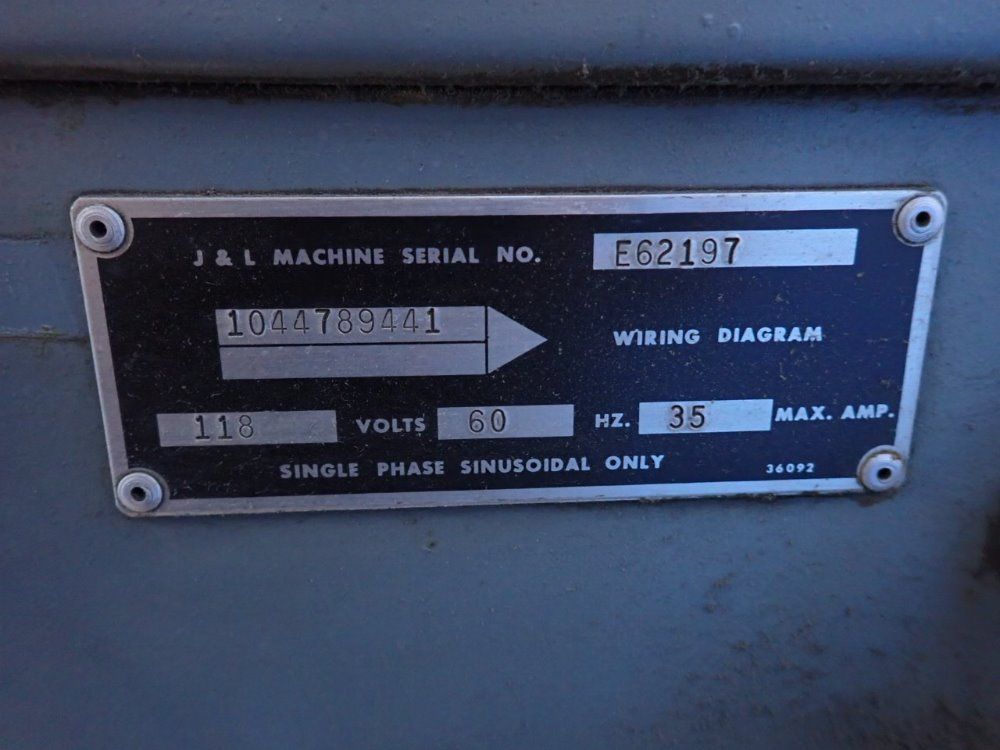 J & L MACHINE SERIAL NO. E62197
1044789441 WIRING DIAGRAM
118 VOLTS 60 HZ. 35 MAX. AMP.
SINGLE PHASE SINUSOIDAL ONLY 36092